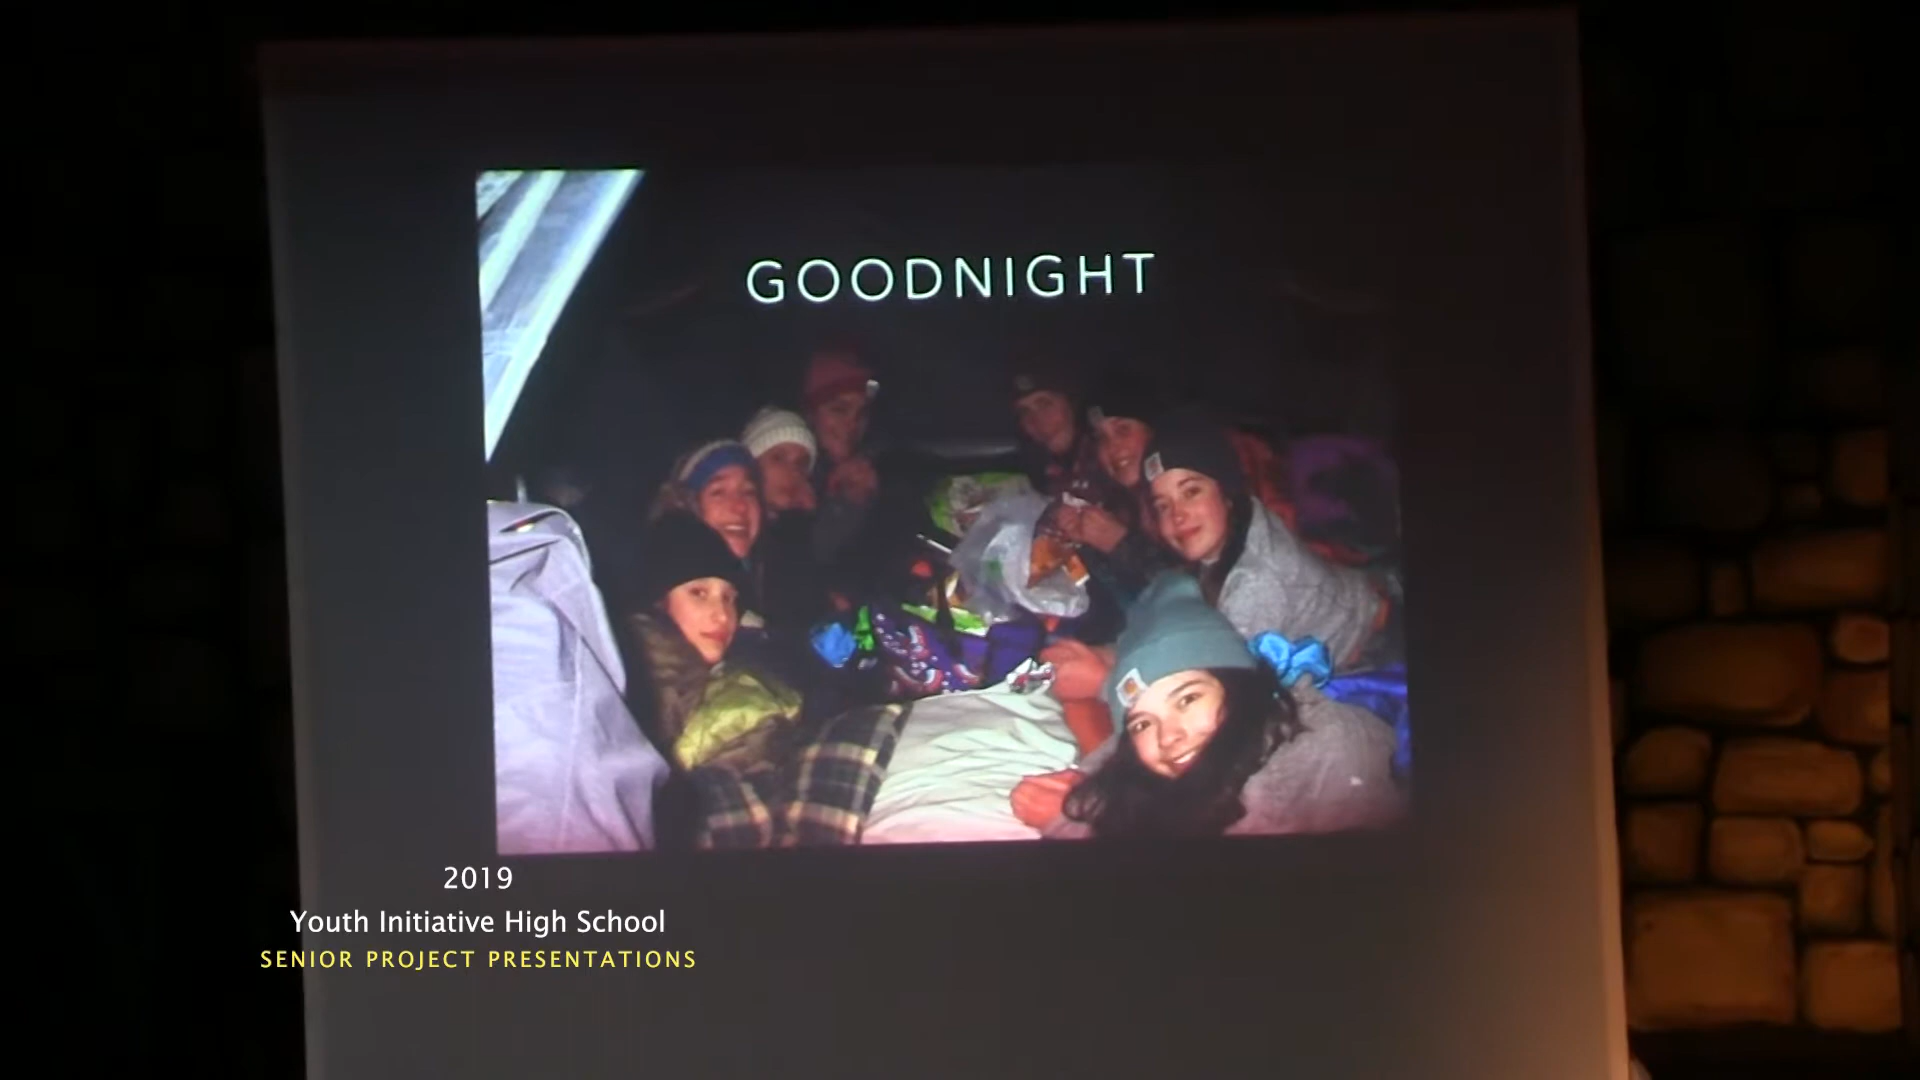 GOODNIGHT
2019
Youth Initiative High School
SENIOR PROJECT PRESENTATIONS